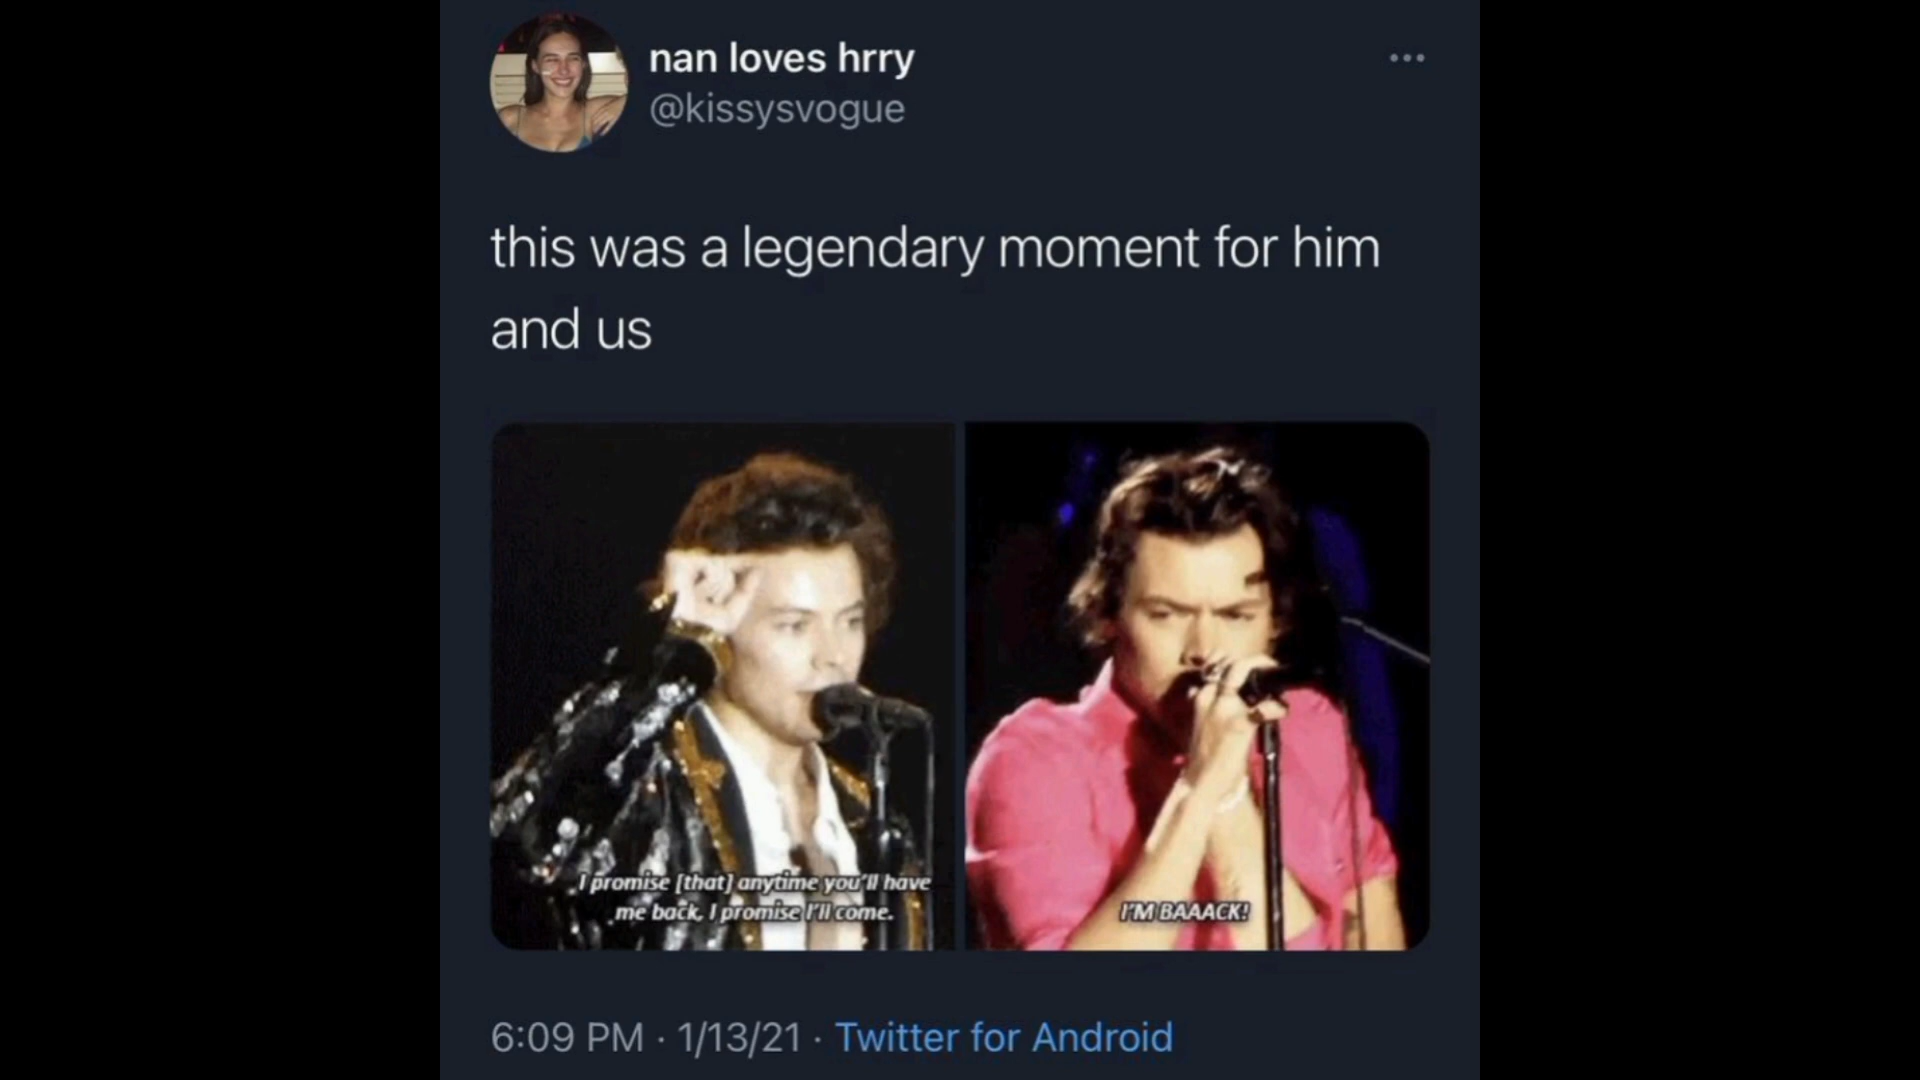 nan loves hrry
@kissysvogue
this was a legendary moment for him
and us
I promise [that] anytime you'll have
me back, I promise I'll come.
I'M BAAACK!
6:09 PM · 1/13/21 · Twitter for Android